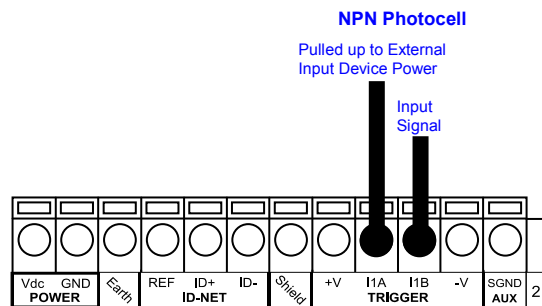 NPN Photocell
Pulled up to External
Input Device Power
Input
Signal
Vdc GND Earth REF ID+ ID- Shield +V I1A I1B -V SGND
POWER ID-NET TRIGGER AUX 2